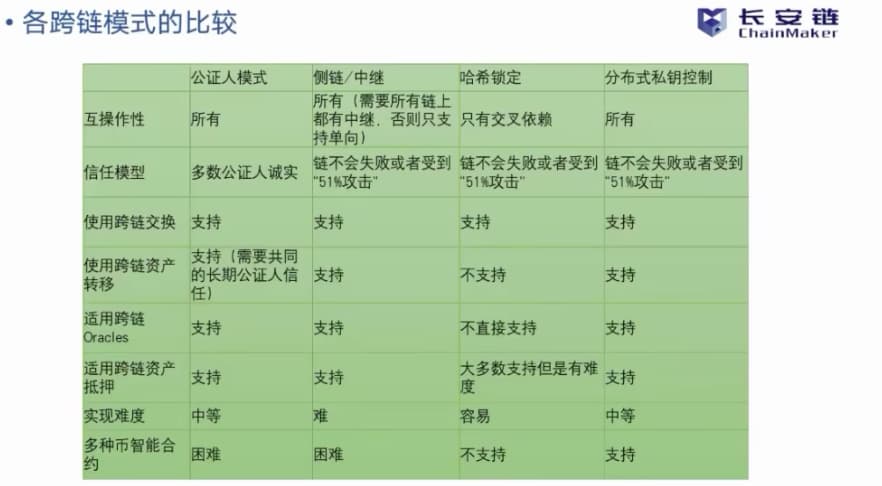 •各跨链模式的比较
长安链
ChainMaker
公证人模式 侧链/中继 哈希锁定 分布式私钥控制
互操作性 所有 所有（需要所有链上都有中继，否则只支持单向） 只有交叉依赖 所有
信任模型 多数公证人诚实 链不会失败或者受到"51%攻击" 链不会失败或者受到"51%攻击" 链不会失败或者受到"51%攻击"
使用跨链交换 支持 支持 支持 支持
使用跨链资产转移 支持（需要共同的长期公证人信任） 支持 不支持 支持
适用跨链Oracles 支持 支持 不直接支持 支持
适用跨链资产抵押 支持 支持 大多数支持但是有难度 支持
实现难度 中等 难 容易 中等
多种币智能合约 困难 困难 不支持 支持